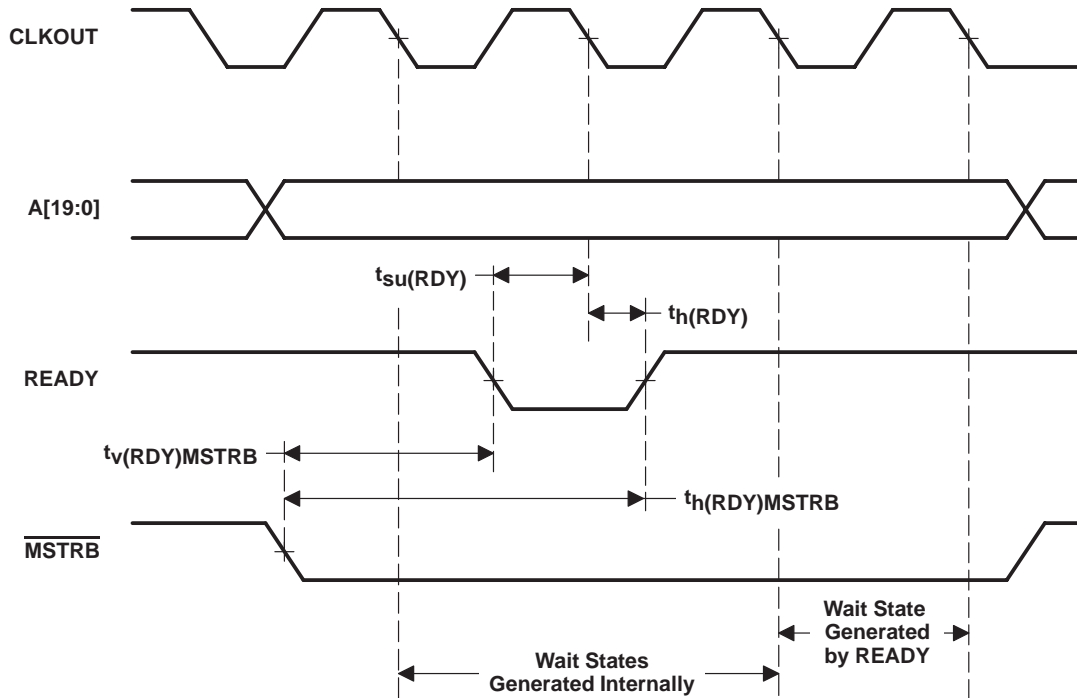 CLKOUT
A[19:0]
tsu(RDY)
th(RDY)
READY
tv(RDY)MSTRB
th(RDY)MSTRB
MSTRB
Wait State
Generated
by READY
Wait States
Generated Internally